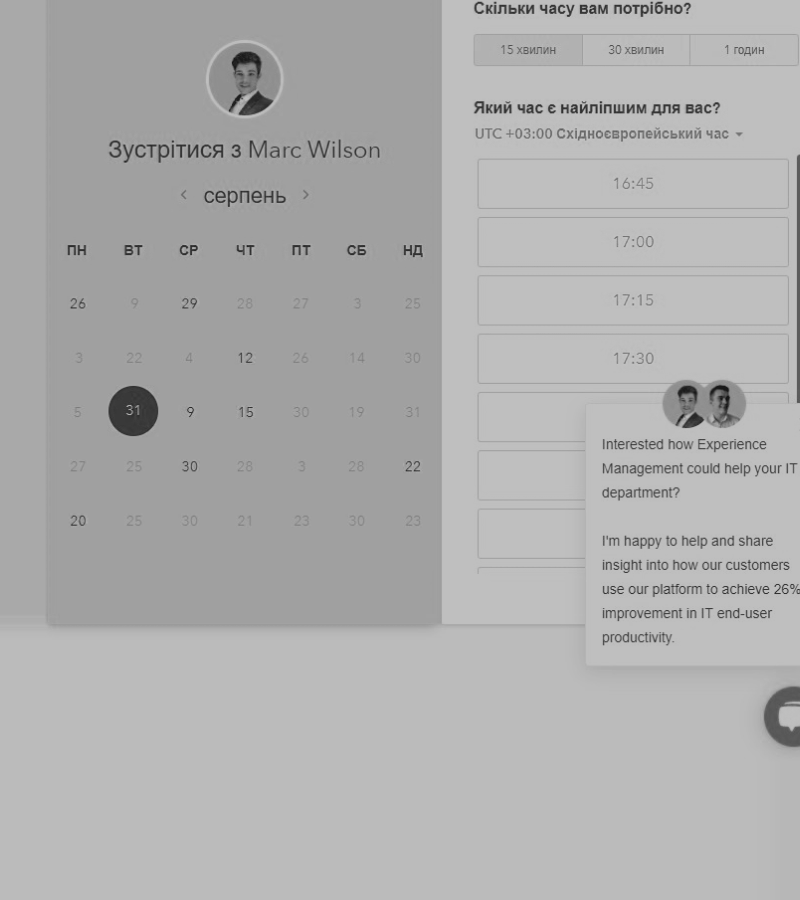 Скільки часу вам потрібно?
15 хвилин 30 хвилин 1 годин
Який час є найліпшим для вас?
UTC +03:00 Східноєвропейський час
16:45
17:00
17:15
17:30
Зустрітися з Marc Wilson
серпень
ПН ВТ СР ЧТ ПТ СБ НД
26 9 29 28 27 3 25
3 22 4 12 26 14 30
5 31 9 15 30 19 31
27 25 30 28 3 28 22
20 25 30 21 23 30 23
Interested how Experience
Management could help your IT
department?
I'm happy to help and share
insight into how our customers
use our platform to achieve 26%
improvement in IT end-user
productivity.